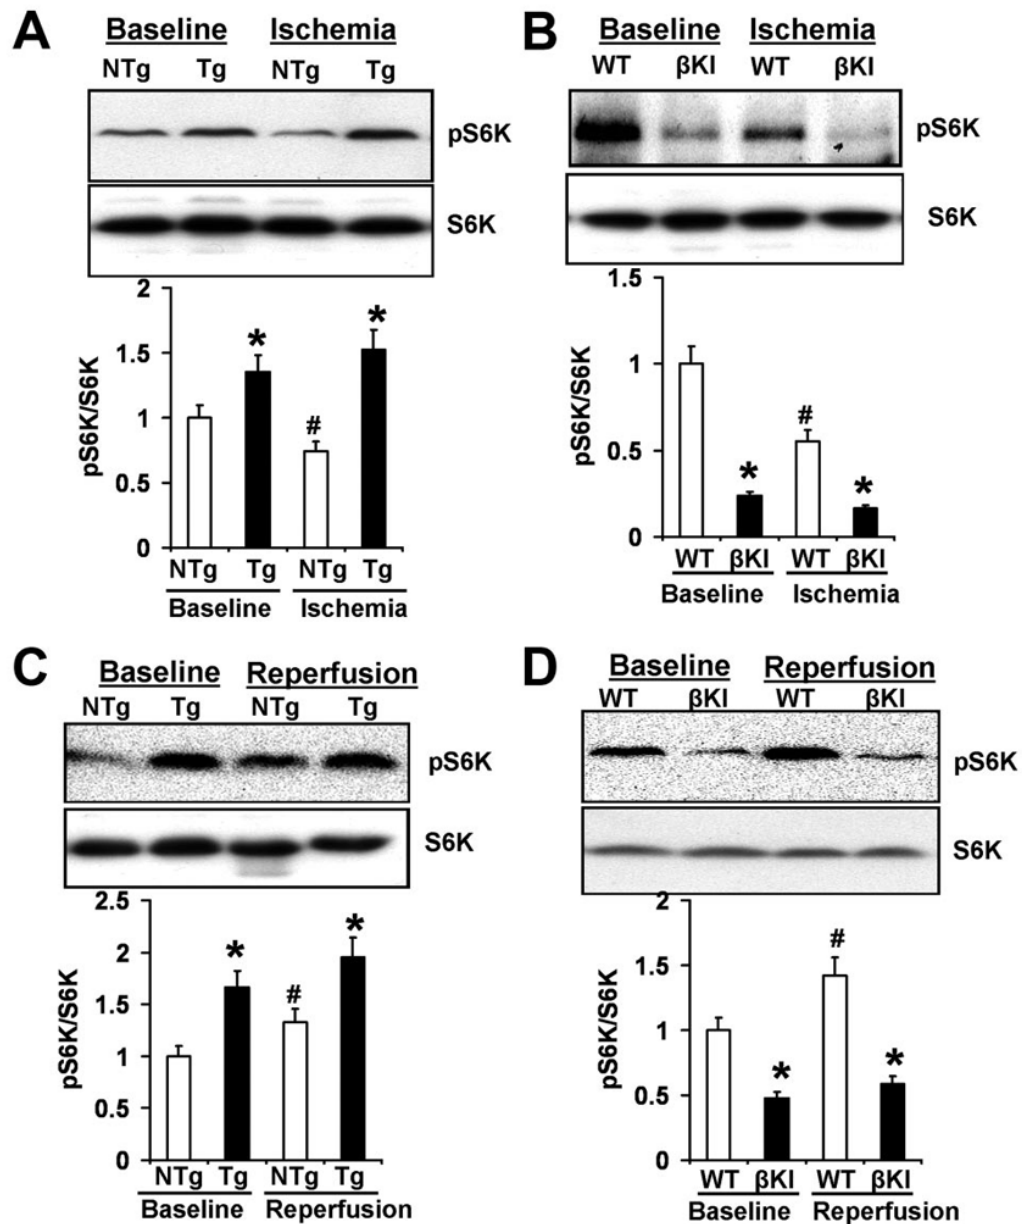 A
Baseline Ischemia
NTg Tg NTg Tg
pS6K
S6K
2
1.5
1
0.5
0
pS6K/S6K
*
#
*
NTg Tg NTg Tg
Baseline Ischemia
B
Baseline Ischemia
WT βKI WT βKI
pS6K
S6K
1.5
1
0.5
0
pS6K/S6K
*
#
*
WT βKI WT βKI
Baseline Ischemia
C
Baseline Reperfusion
NTg Tg NTg Tg
pS6K
S6K
2.5
2
1.5
1
0.5
0
pS6K/S6K
*
#
*
NTg Tg NTg Tg
Baseline Reperfusion
D
Baseline Reperfusion
WT βKI WT βKI
pS6K
S6K
2
1.5
1
0.5
0
pS6K/S6K
*
#
*
WT βKI WT βKI
Baseline Reperfusion